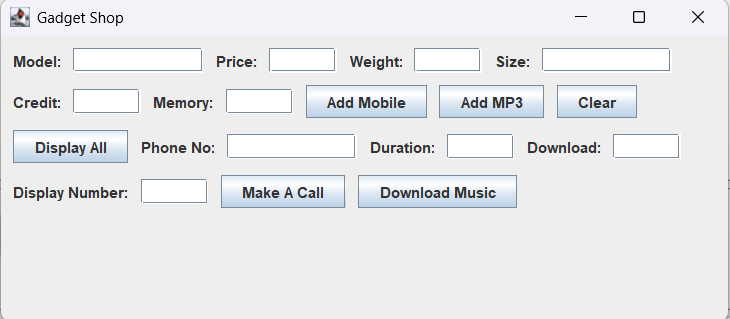 Gadget Shop
Model: Price: Weight: Size:
Credit: Memory: Add Mobile Add MP3 Clear
Display All Phone No: Duration: Download:
Display Number: Make A Call Download Music